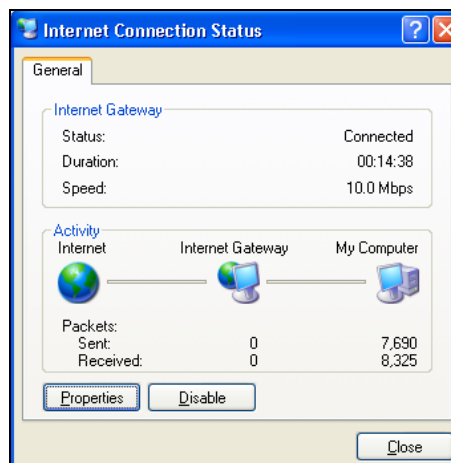 Internet Connection Status
General
Internet Gateway
Status: Connected
Duration: 00:14:38
Speed: 10.0 Mbps
Activity
Internet Internet Gateway My Computer
Packets:
Sent: 0 7,690
Received: 0 8,325
Properties Disable
Close